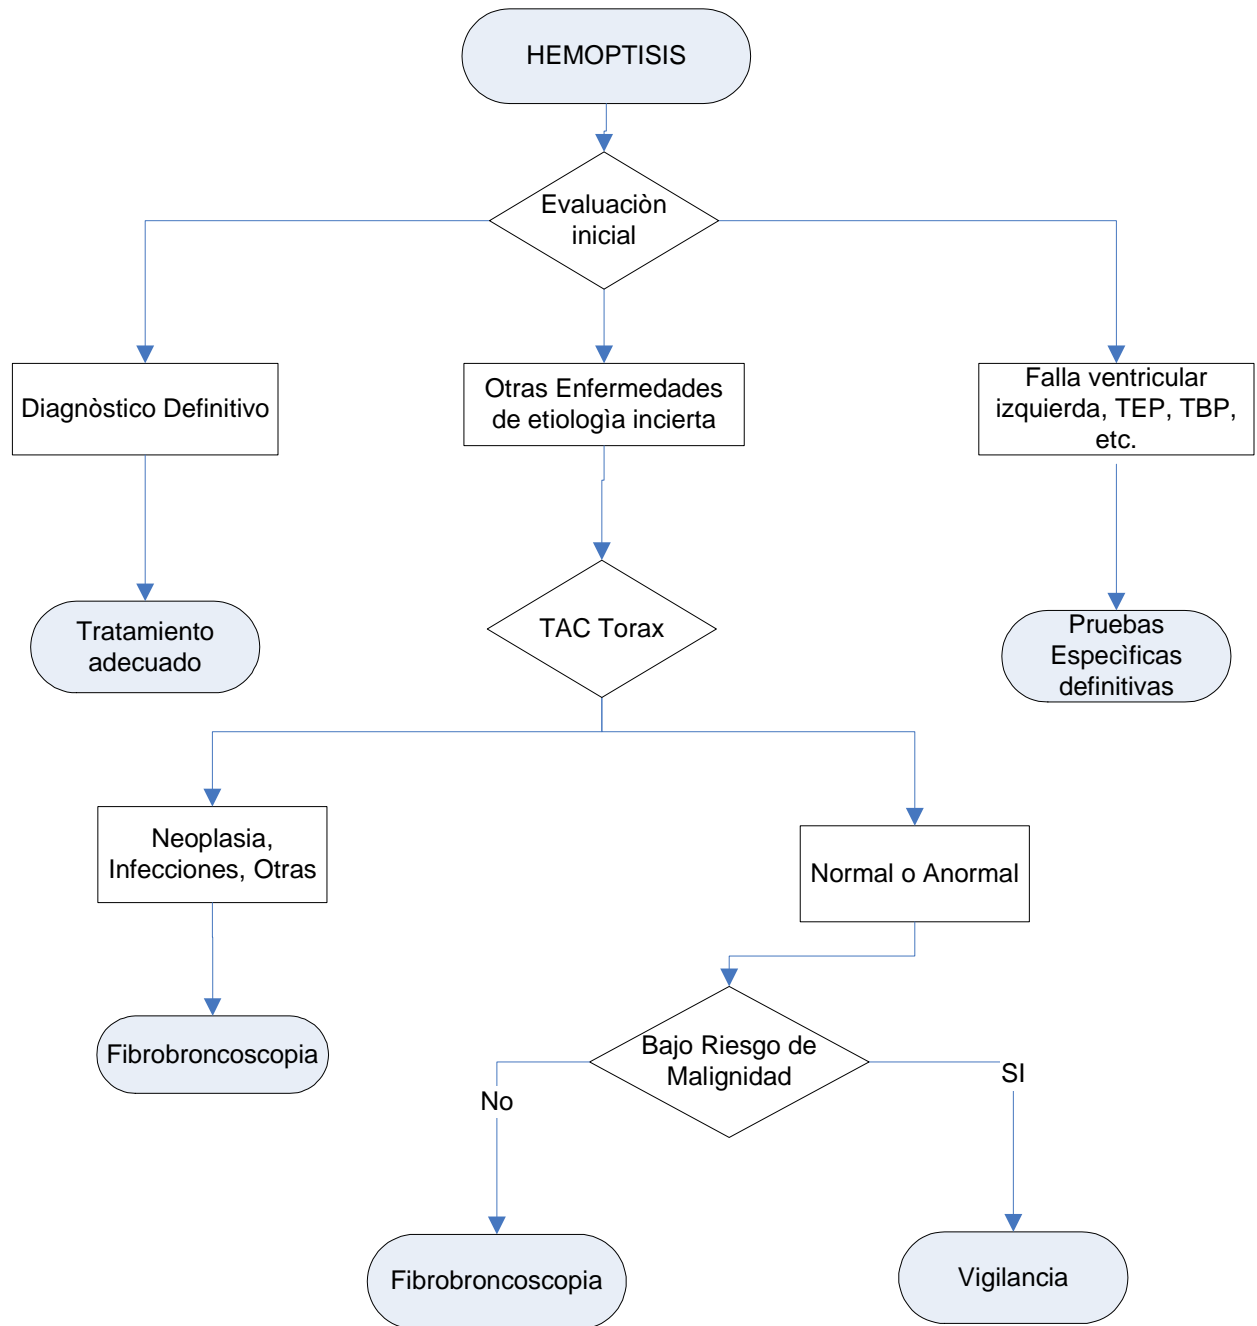 HEMOPTISIS
Evaluaciòn
inicial
Diagnòstico Definitivo
Otras Enfermedades
de etiologìa incierta
Falla ventricular
izquierda, TEP, TBP,
etc.
Tratamiento
adecuado
TAC Torax
Pruebas
Especìficas
definitivas
Neoplasia,
Infecciones, Otras
Normal o Anormal
Fibrobroncoscopia
Bajo Riesgo de
Malignidad
No
SI
Fibrobroncoscopia
Vigilancia